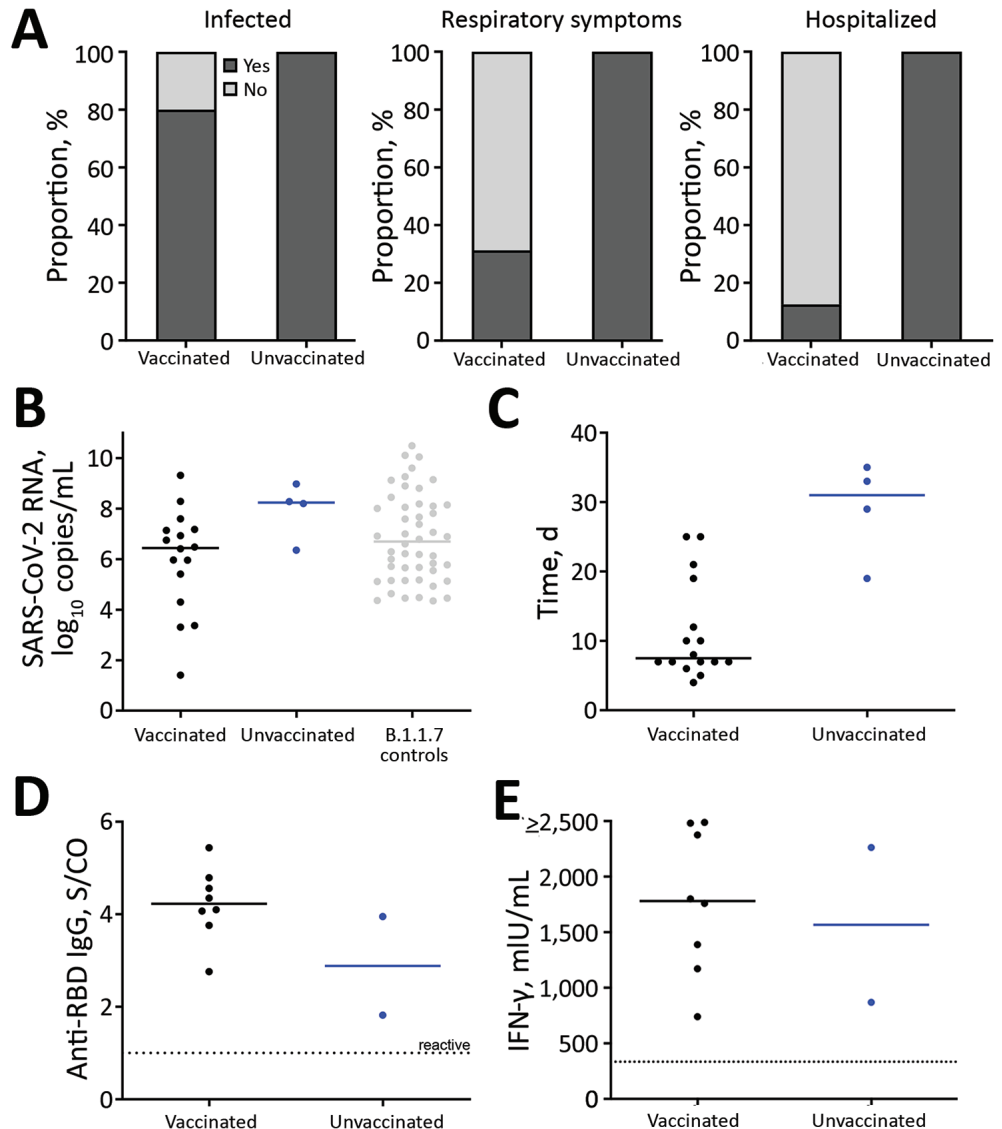 A
Infected
Respiratory symptoms
Hospitalized
Proportion, %
100
80
60
40
20
0
Yes
No
Vaccinated
Unvaccinated
Proportion, %
100
80
60
40
20
0
Vaccinated
Unvaccinated
Proportion, %
100
80
60
40
20
0
Vaccinated
Unvaccinated
B
SARS-CoV-2 RNA,
log10 copies/mL
10
8
6
4
2
0
Vaccinated
Unvaccinated
B.1.1.7
controls
C
Time, d
40
30
20
10
0
Vaccinated
Unvaccinated
D
Anti-RBD IgG, S/CO
6
4
2
0
reactive
Vaccinated
Unvaccinated
E
IFN-γ, mIU/mL
≥2,500
2,000
1,500
1,000
500
0
Vaccinated
Unvaccinated